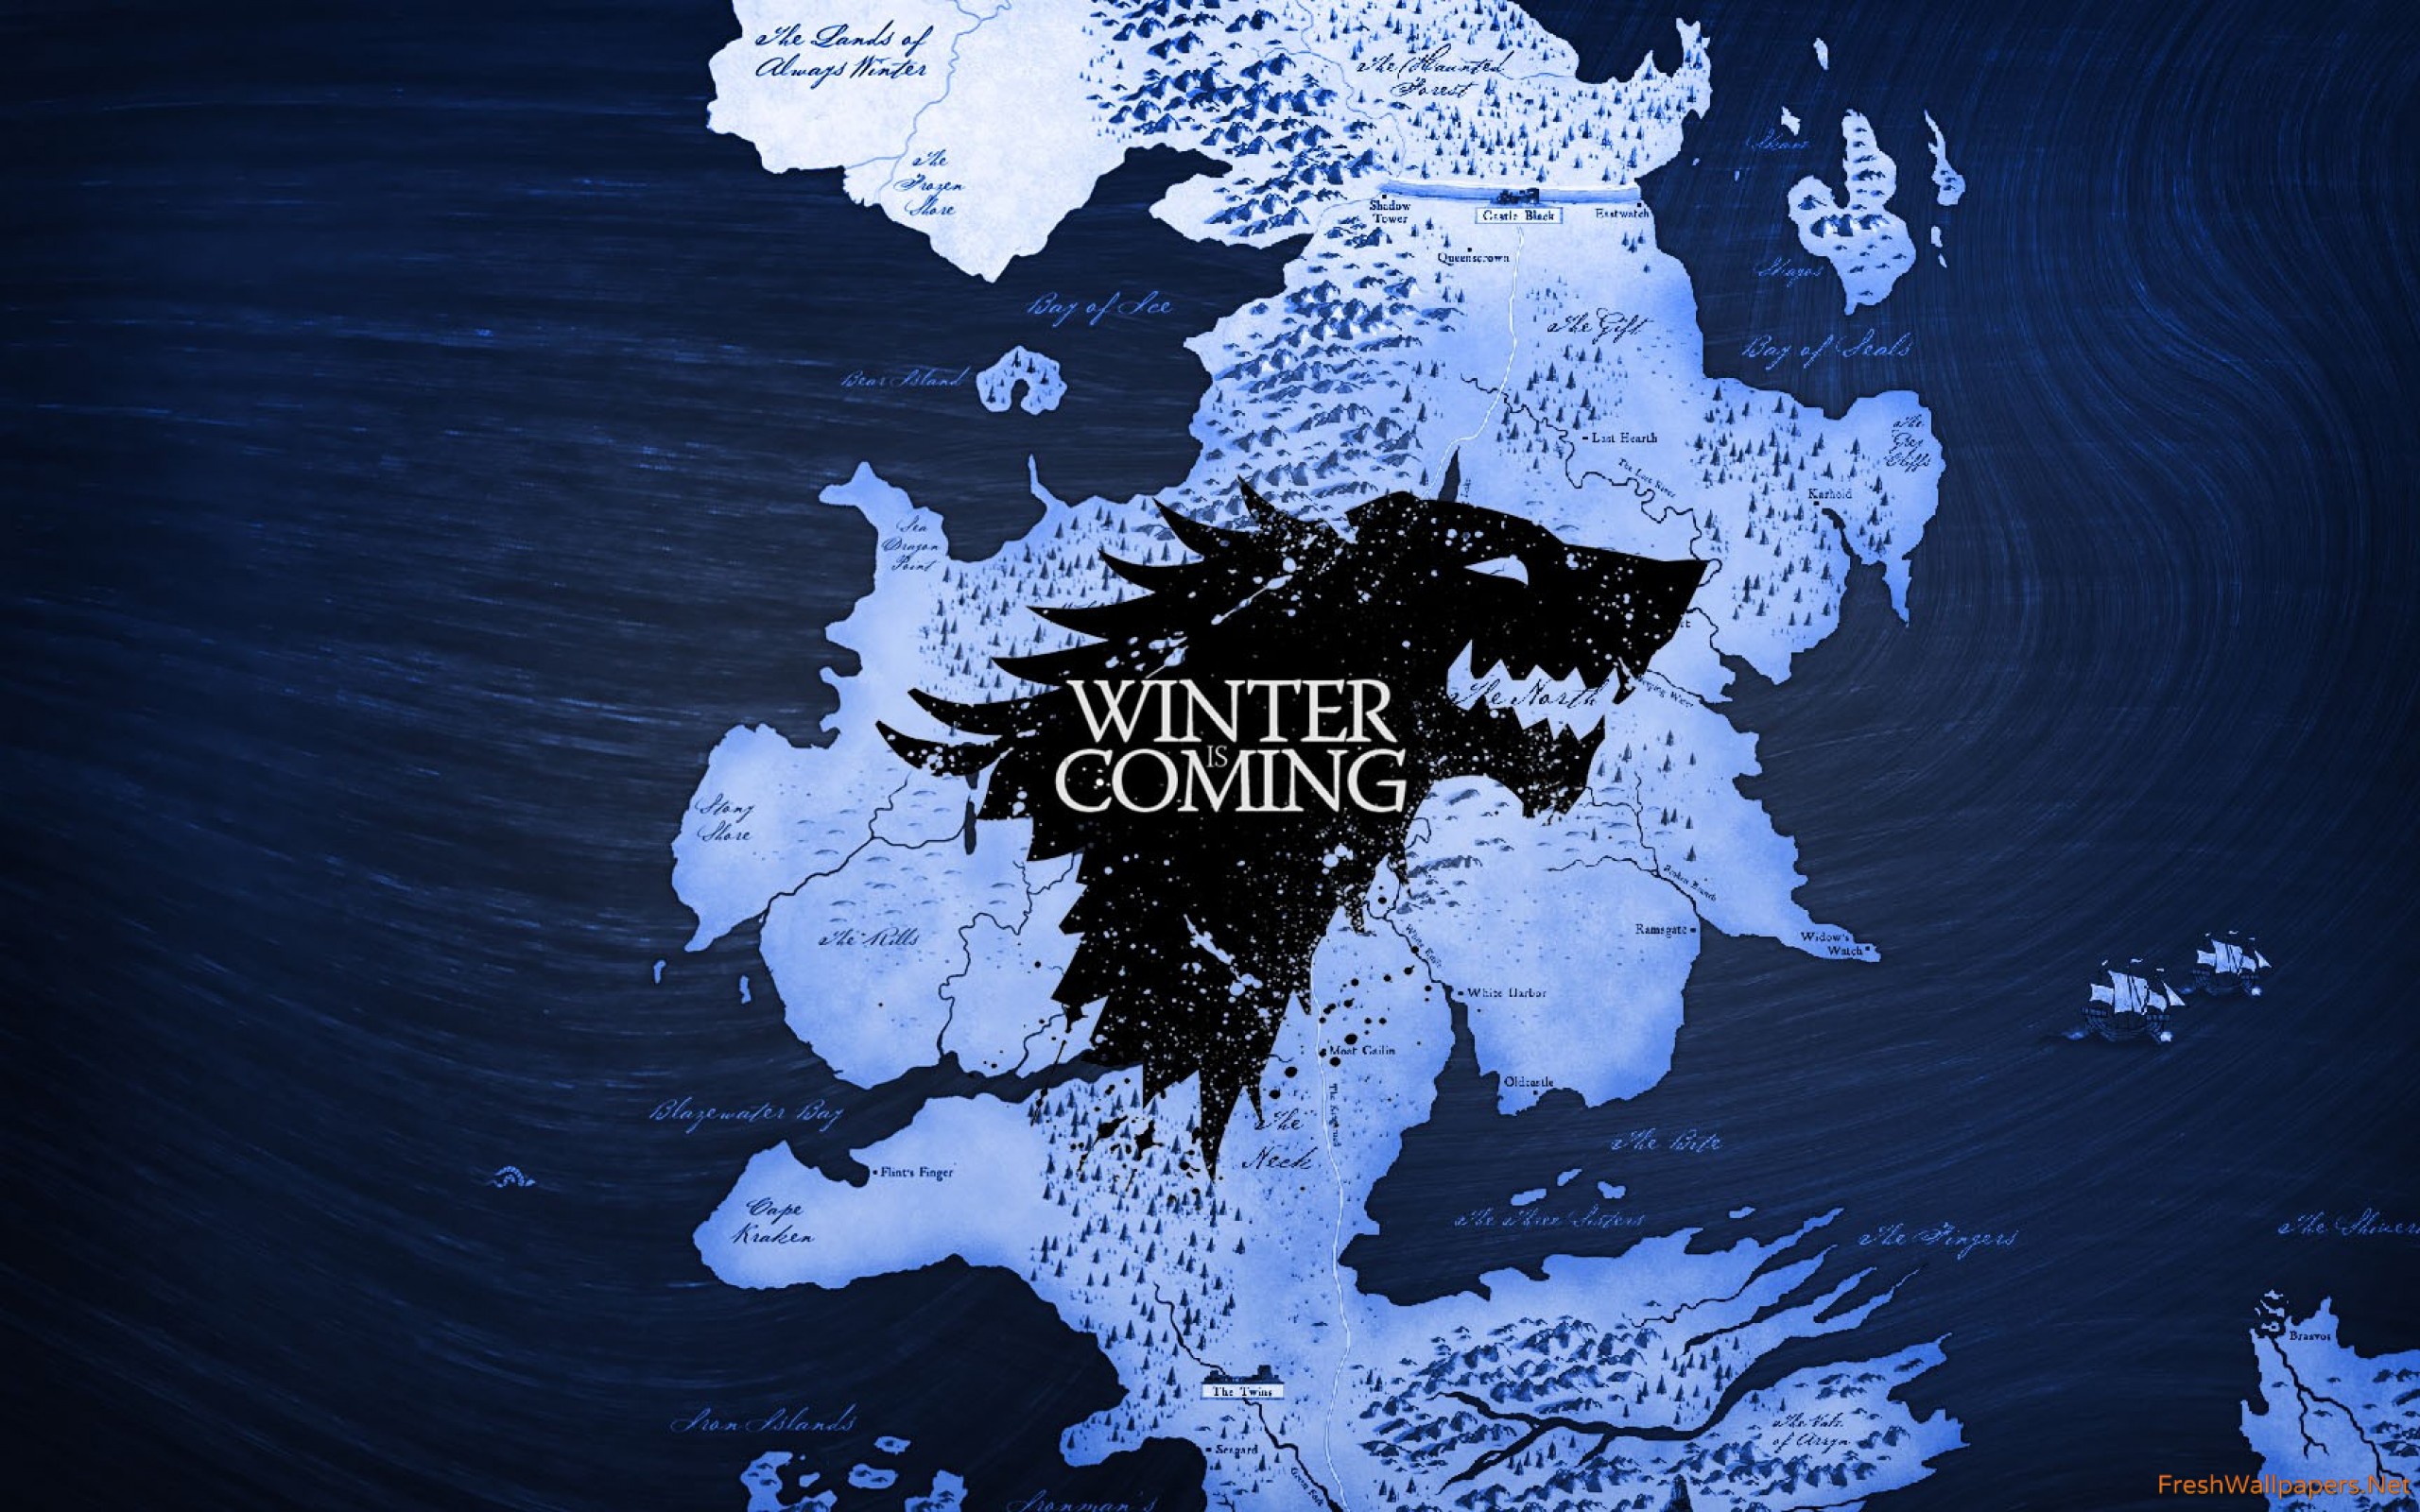 The Lands of
Always Winter
The Haunted
Forest
The
Frozen
Shore
Skane
Shadow
Tower
Castle Black
Eastwatch
Queenscrown
Skagos
Bay of Ice
The Gift
Bay of Seals
Bear Island
Last Hearth
The
Grey
Cliffs
The Last River
Karhold
Sea
Dragon
Point
The North
WINTER
IS
COMING
Stony
Shore
Broken Branch
The Rills
Ramsgate
Widow's
Watch
White Knife
White Harbor
Moat Cailin
Oldcastle
Blazewater Bay
The
Neck
The Bite
Flint's Finger
Cape
Kraken
The Three Sisters
The Fingers
Braavos
The Twins
Iron Islands
The Vale
of Arryn
Seagard
Green Fork
Ironman's
FreshWallpapers.Net